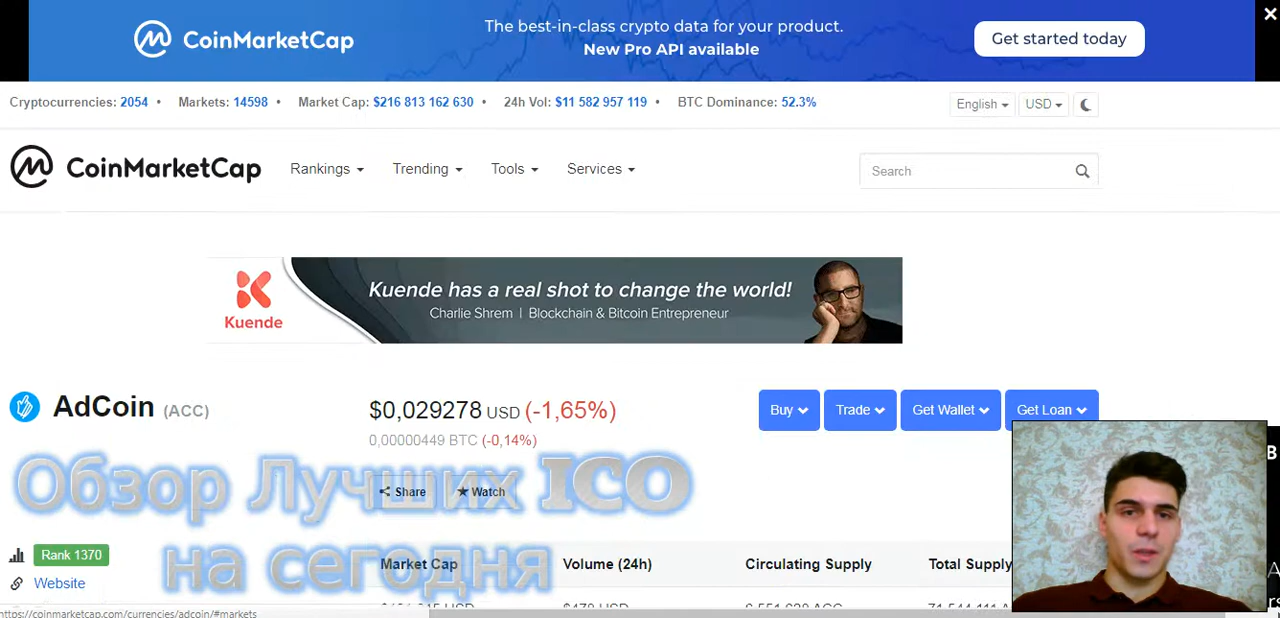 CoinMarketCap
The best-in-class crypto data for your product.
New Pro API available
Get started today
Cryptocurrencies: 2054 • Markets: 14598 • Market Cap: $216 813 162 630 • 24h Vol: $11 582 957 119 • BTC Dominance: 52.3%
English USD
CoinMarketCap
Rankings Trending Tools Services
Search
Kuende
Kuende has a real shot to change the world!
Charlie Shrem | Blockchain & Bitcoin Entrepreneur
AdCoin (ACC)
$0,029278 USD (-1,65%)
0,00000449 BTC (-0,14%)
Buy Trade Get Wallet Get Loan
Обзор Лучших ICO
на сегодня
Share Watch
Rank 1370
Website
Market Cap Volume (24h) Circulating Supply Total Supply
https://coinmarketcap.com/currencies/adcoin/#markets